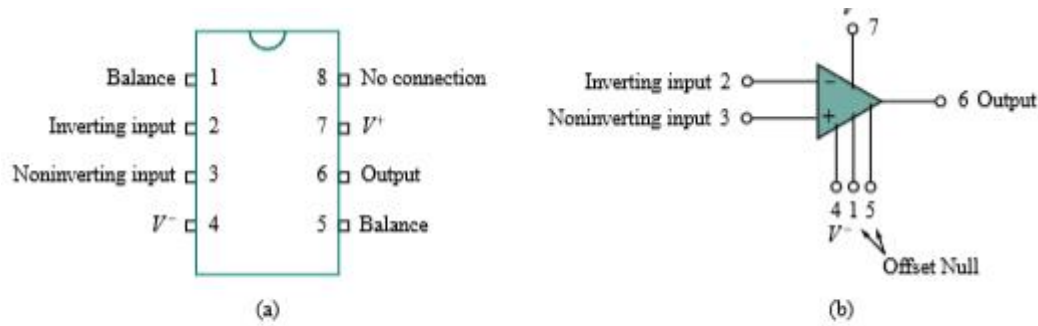 Balance 1 8 No connection
Inverting input 2 7 V⁺
Noninverting input 3 6 Output
V⁻ 4 5 Balance
(a)
7
Inverting input 2
−
6 Output
Noninverting input 3
+
4 1 5
V⁻
Offset Null
(b)